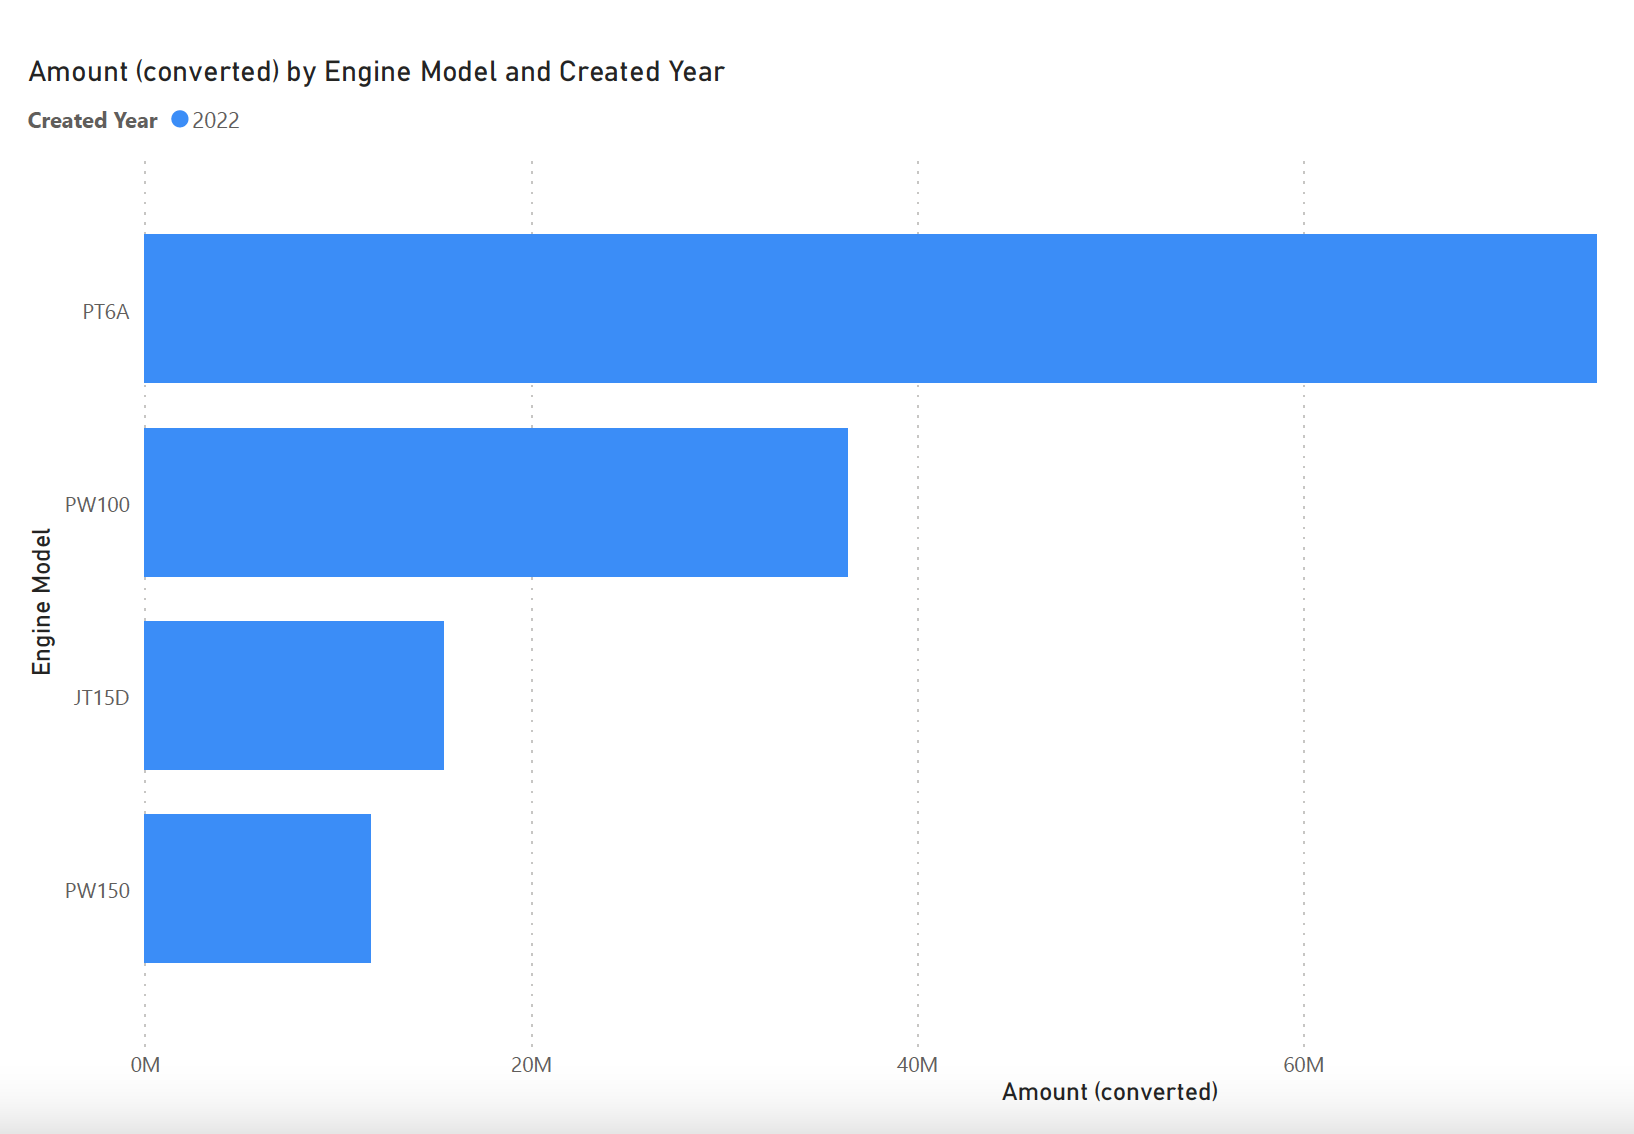 Amount (converted) by Engine Model and Created Year
Created Year 2022
Engine Model
PT6A
PW100
JT15D
PW150
0M 20M 40M 60M
Amount (converted)